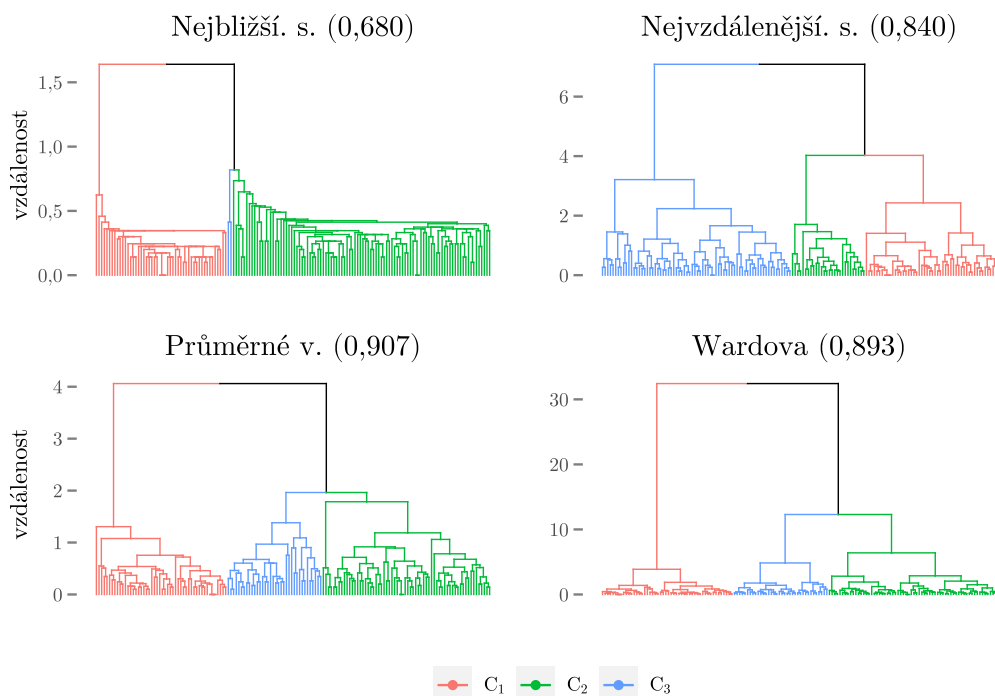 Nejbližší. s. (0,680)
Nejvzdálenější. s. (0,840)
vzdálenost
1,5
1,0
0,5
0,0
6
4
2
0
Průměrné v. (0,907)
Wardova (0,893)
vzdálenost
4
3
2
1
0
30
20
10
0
C₁ C₂ C₃